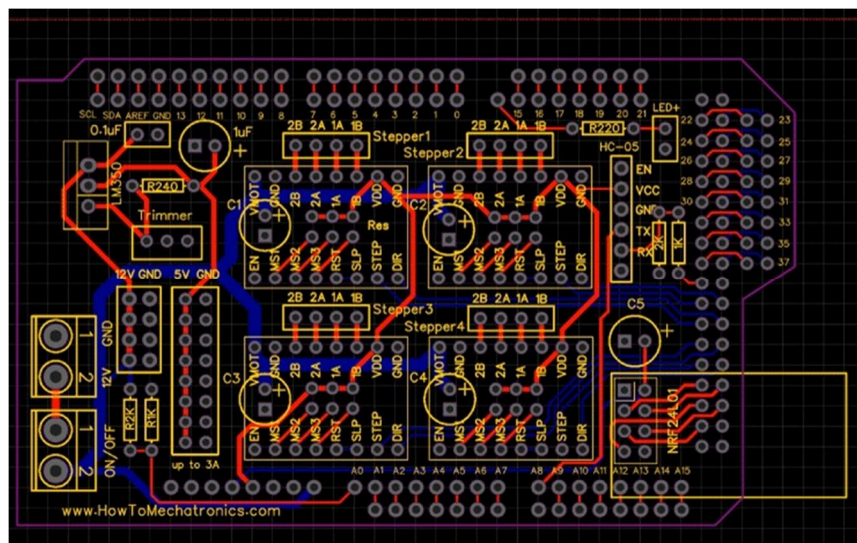 SCL SDA AREF GND 13 12 11 10 9 8 7 6 5 4 3 2 1 0 15 16 17 18 19 20 21
0.1uF
1uF
+
2B 2A 1A 1B
Stepper1
2B 2A 1A 1B
Stepper2
R220
LED+
HC-05
22 23
24 25
26 27
28 29
30 31
33
35
37
LM350
R240
Trimmer
C1
VMOT GND 2B 2A 1B VDD GND
+
Res
EN MS1 MS2 MS3 RST SLP STEP DIR
C2
VMOT GND 2B 2A 1B VDD GND
+
EN MS1 MS2 MS3 RST SLP STEP DIR
EN
VCC
GND
TX
RX
2K
1K
12V GND
5V GND
up to 3A
1 GND
2 12V
1
2
ON/OFF
R2K
R1K
2B 2A 1A 1B
Stepper3
2B 2A 1A 1B
Stepper4
C3
VMOT GND 2B 2A 1B VDD GND
+
EN MS1 MS2 MS3 RST SLP STEP DIR
C4
VMOT GND 2B 2A 1B VDD GND
+
EN MS1 MS2 MS3 RST SLP STEP DIR
C5
+
NRF24L01
A0 A1 A2 A3 A4 A5 A6 A7 A8 A9 A10 A11 A12 A13 A14 A15
www.HowToMechatronics.com